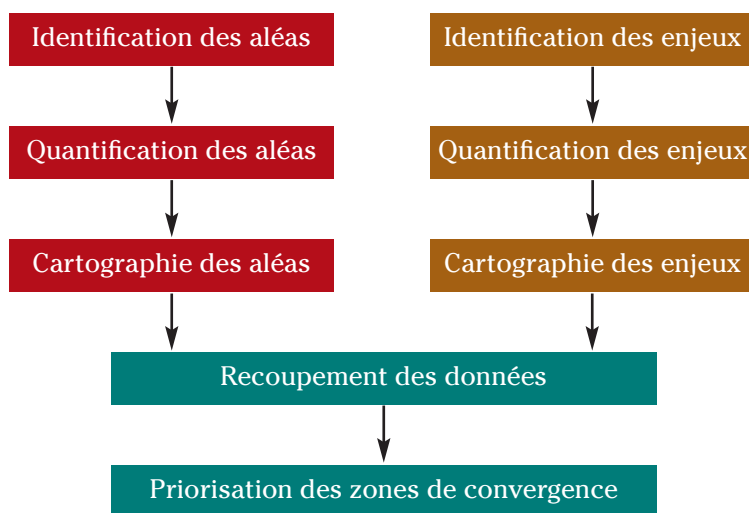 Identification des aléas
Identification des enjeux
Quantification des aléas
Quantification des enjeux
Cartographie des aléas
Cartographie des enjeux
Recoupement des données
Priorisation des zones de convergence